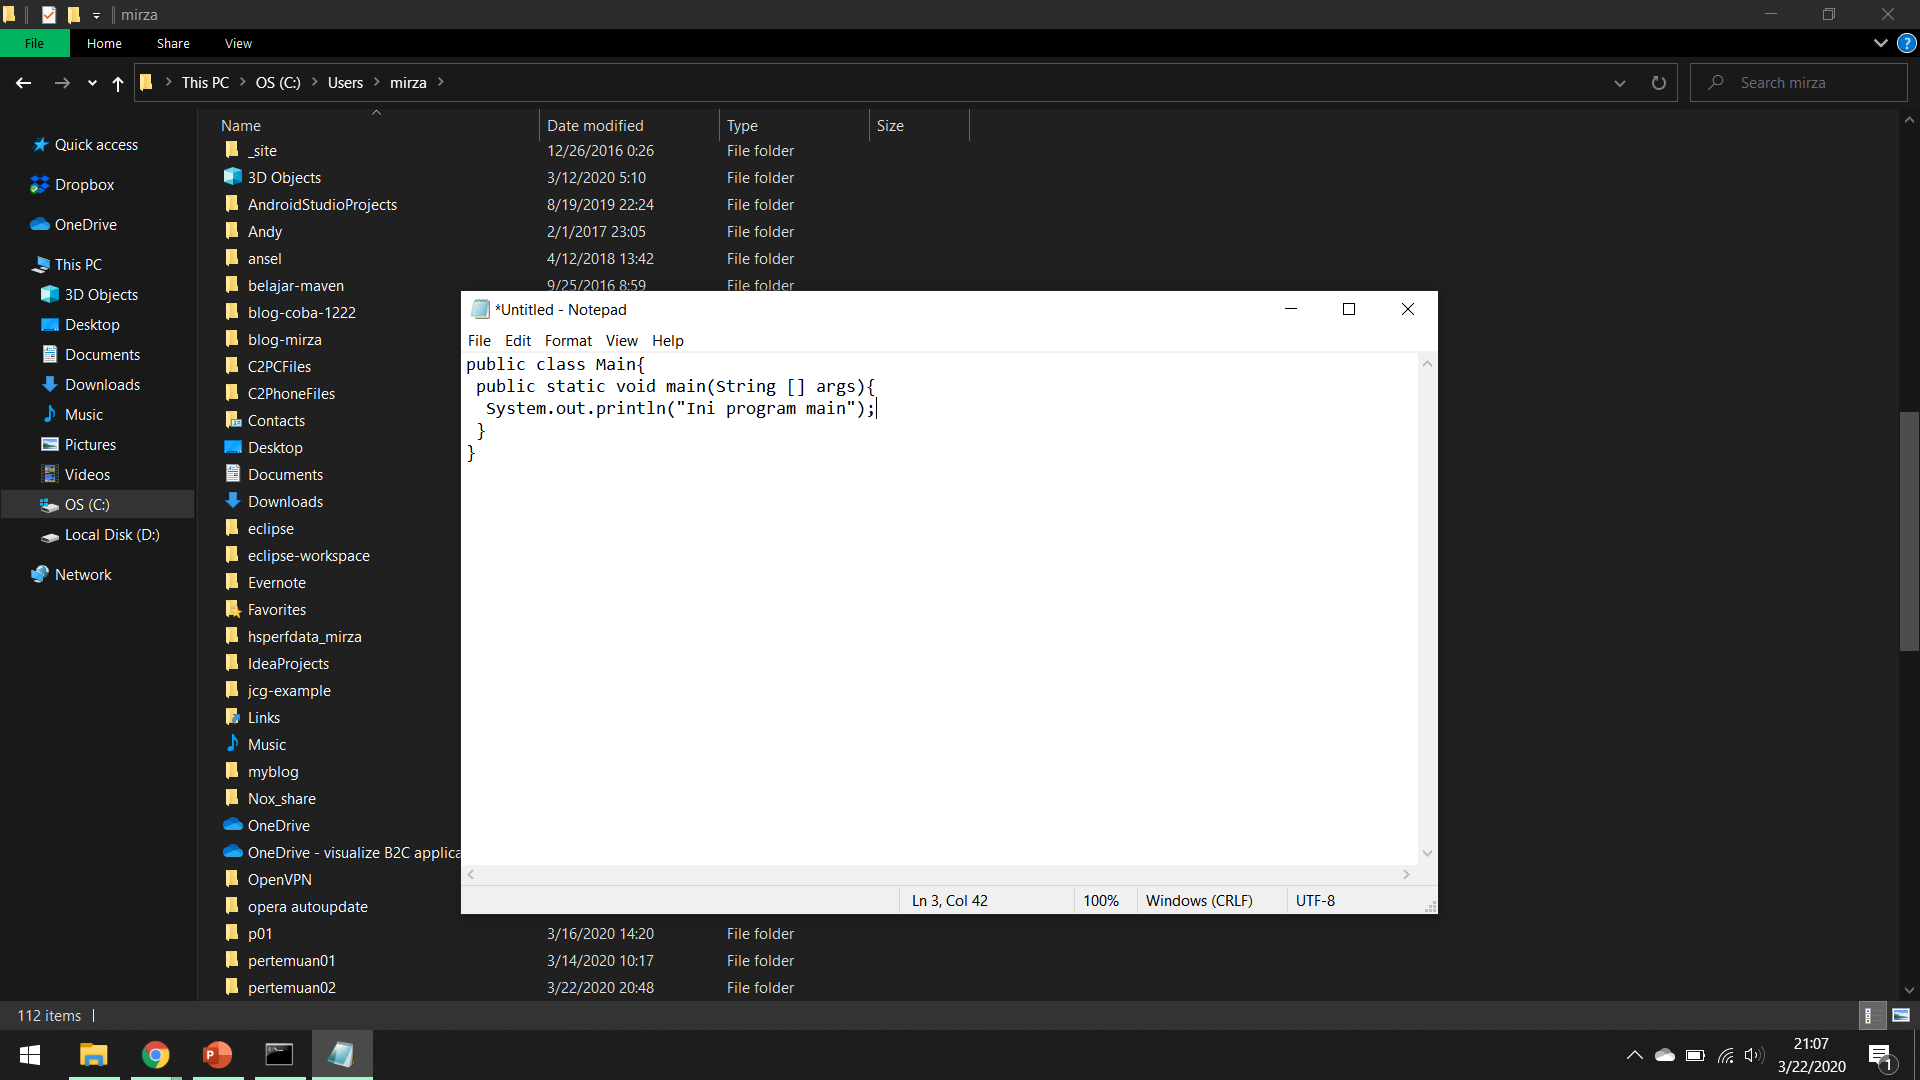 mirza
File Home Share View
This PC OS (C:) Users mirza
Search mirza
Name Date modified Type Size
Quick access
Dropbox
OneDrive
This PC
3D Objects
Desktop
Documents
Downloads
Music
Pictures
Videos
OS (C:)
Local Disk (D:)
Network
_site 12/26/2016 0:26 File folder
3D Objects 3/12/2020 5:10 File folder
AndroidStudioProjects 8/19/2019 22:24 File folder
Andy 2/1/2017 23:05 File folder
ansel 4/12/2018 13:42 File folder
belajar-maven 9/25/2016 8:59 File folder
blog-coba-1222
blog-mirza
C2PCFiles
C2PhoneFiles
Contacts
Desktop
Documents
Downloads
eclipse
eclipse-workspace
Evernote
Favorites
hsperfdata_mirza
IdeaProjects
jcg-example
Links
Music
myblog
Nox_share
OneDrive
OneDrive - visualize B2C applica
OpenVPN
opera autoupdate
p01 3/16/2020 14:20 File folder
pertemuan01 3/14/2020 10:17 File folder
pertemuan02 3/22/2020 20:48 File folder
*Untitled - Notepad
File Edit Format View Help
public class Main{
 public static void main(String [] args){
  System.out.println("Ini program main");
 }
}
Ln 3, Col 42 100% Windows (CRLF) UTF-8
112 items
21:07
3/22/2020
1